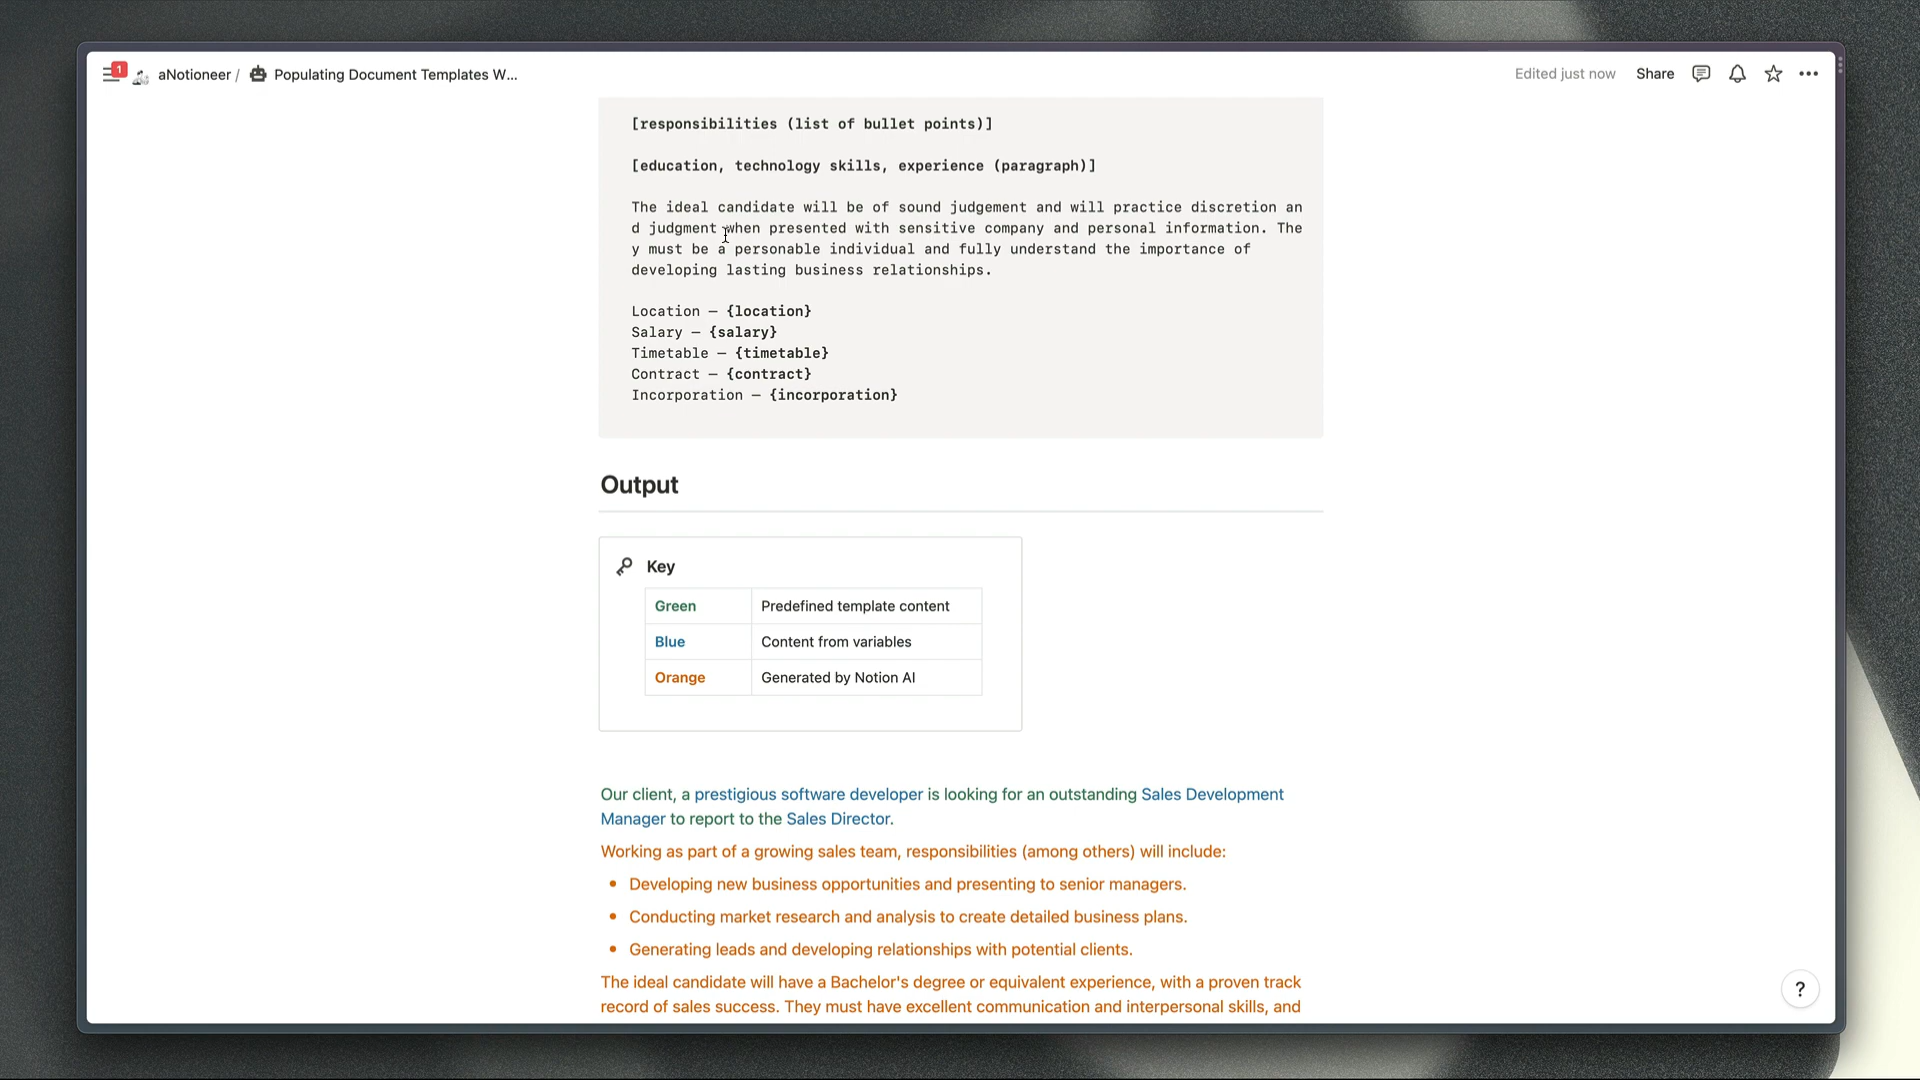 1
aNotioneer / Populating Document Templates W...
Edited just now Share
[responsibilities (list of bullet points)]
[education, technology skills, experience (paragraph)]
The ideal candidate will be of sound judgement and will practice discretion an
d judgment when presented with sensitive company and personal information. The
y must be a personable individual and fully understand the importance of
developing lasting business relationships.
Location — {location}
Salary — {salary}
Timetable — {timetable}
Contract — {contract}
Incorporation — {incorporation}
Output
Key
Green Predefined template content
Blue Content from variables
Orange Generated by Notion AI
Our client, a prestigious software developer is looking for an outstanding Sales Development
Manager to report to the Sales Director.
Working as part of a growing sales team, responsibilities (among others) will include:
• Developing new business opportunities and presenting to senior managers.
• Conducting market research and analysis to create detailed business plans.
• Generating leads and developing relationships with potential clients.
The ideal candidate will have a Bachelor's degree or equivalent experience, with a proven track
record of sales success. They must have excellent communication and interpersonal skills, and
?